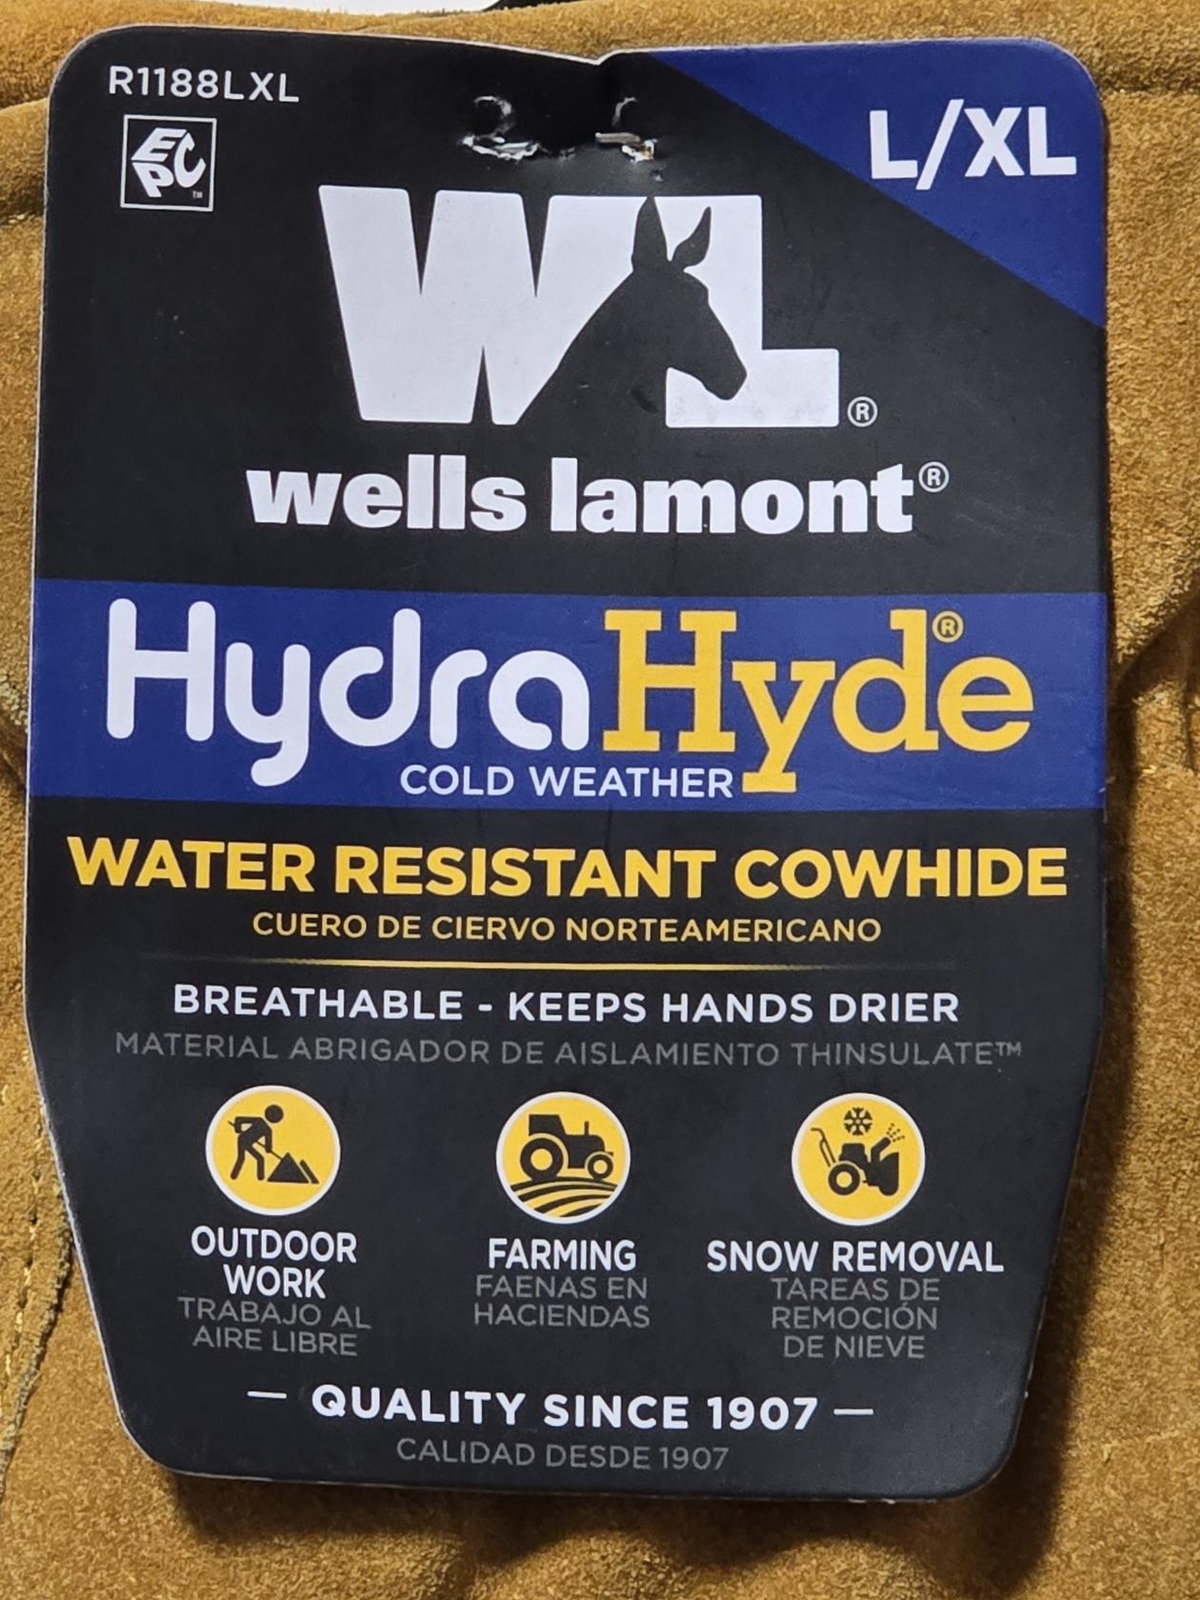 R1188LXL
EPC™
L/XL
WL®
wells lamont®
HydraHyde®
COLD WEATHER
WATER RESISTANT COWHIDE
CUERO DE CIERVO NORTEAMERICANO
BREATHABLE - KEEPS HANDS DRIER
MATERIAL ABRIGADOR DE AISLAMIENTO THINSULATE™
OUTDOOR
WORK
TRABAJO AL
AIRE LIBRE
FARMING
FAENAS EN
HACIENDAS
SNOW REMOVAL
TAREAS DE
REMOCIÓN
DE NIEVE
— QUALITY SINCE 1907 —
CALIDAD DESDE 1907